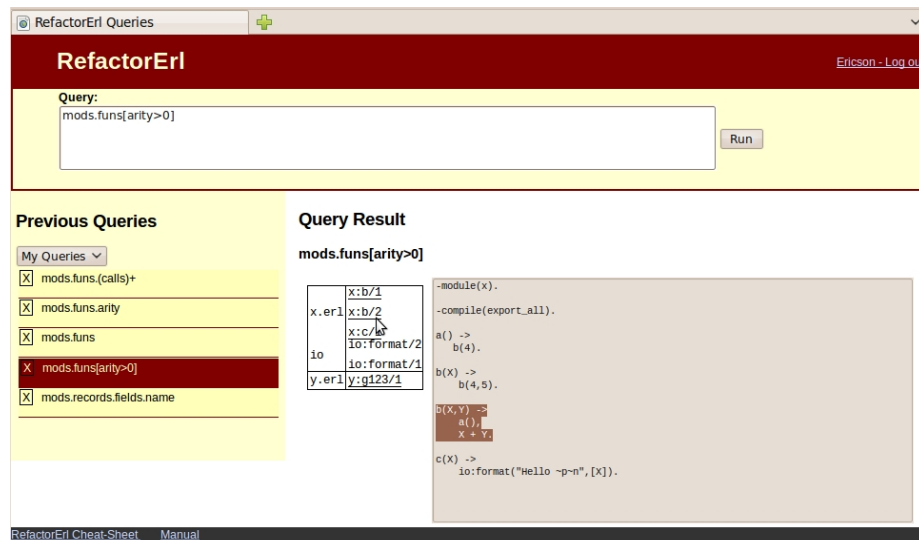 RefactorErl Queries
RefactorErl
Ericson - Log ou
Query:
mods.funs[arity>0]
Run
Previous Queries
My Queries
X mods.funs.(calls)+
X mods.funs.arity
X mods.funs
X mods.funs[arity>0]
X mods.records.fields.name
Query Result
mods.funs[arity>0]
x.erl
x:b/1
x:b/2
x:c/
io
io:format/2
io:format/1
y.erl y:g123/1
-module(x).
-compile(export_all).
a() ->
b(4).
b(X) ->
b(4,5).
b(X,Y) ->
a(),
X + Y.
c(X) ->
io:format("Hello ~p~n",[X]).
RefactorErl Cheat-Sheet Manual